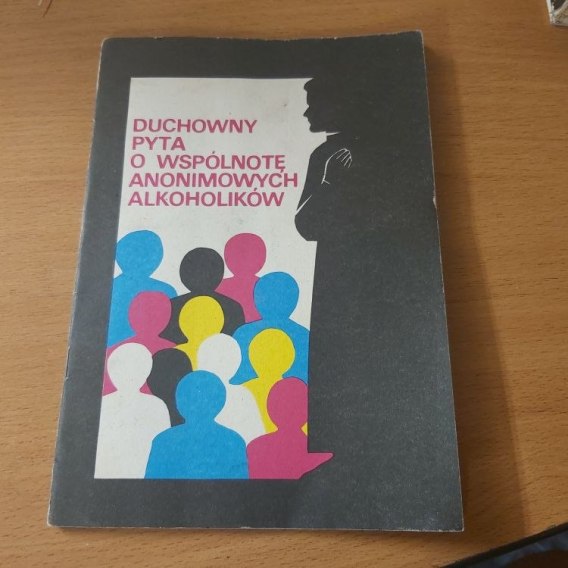 DUCHOWNY
PYTA
O WSPÓLNOTĘ
ANONIMOWYCH
ALKOHOLIKÓW